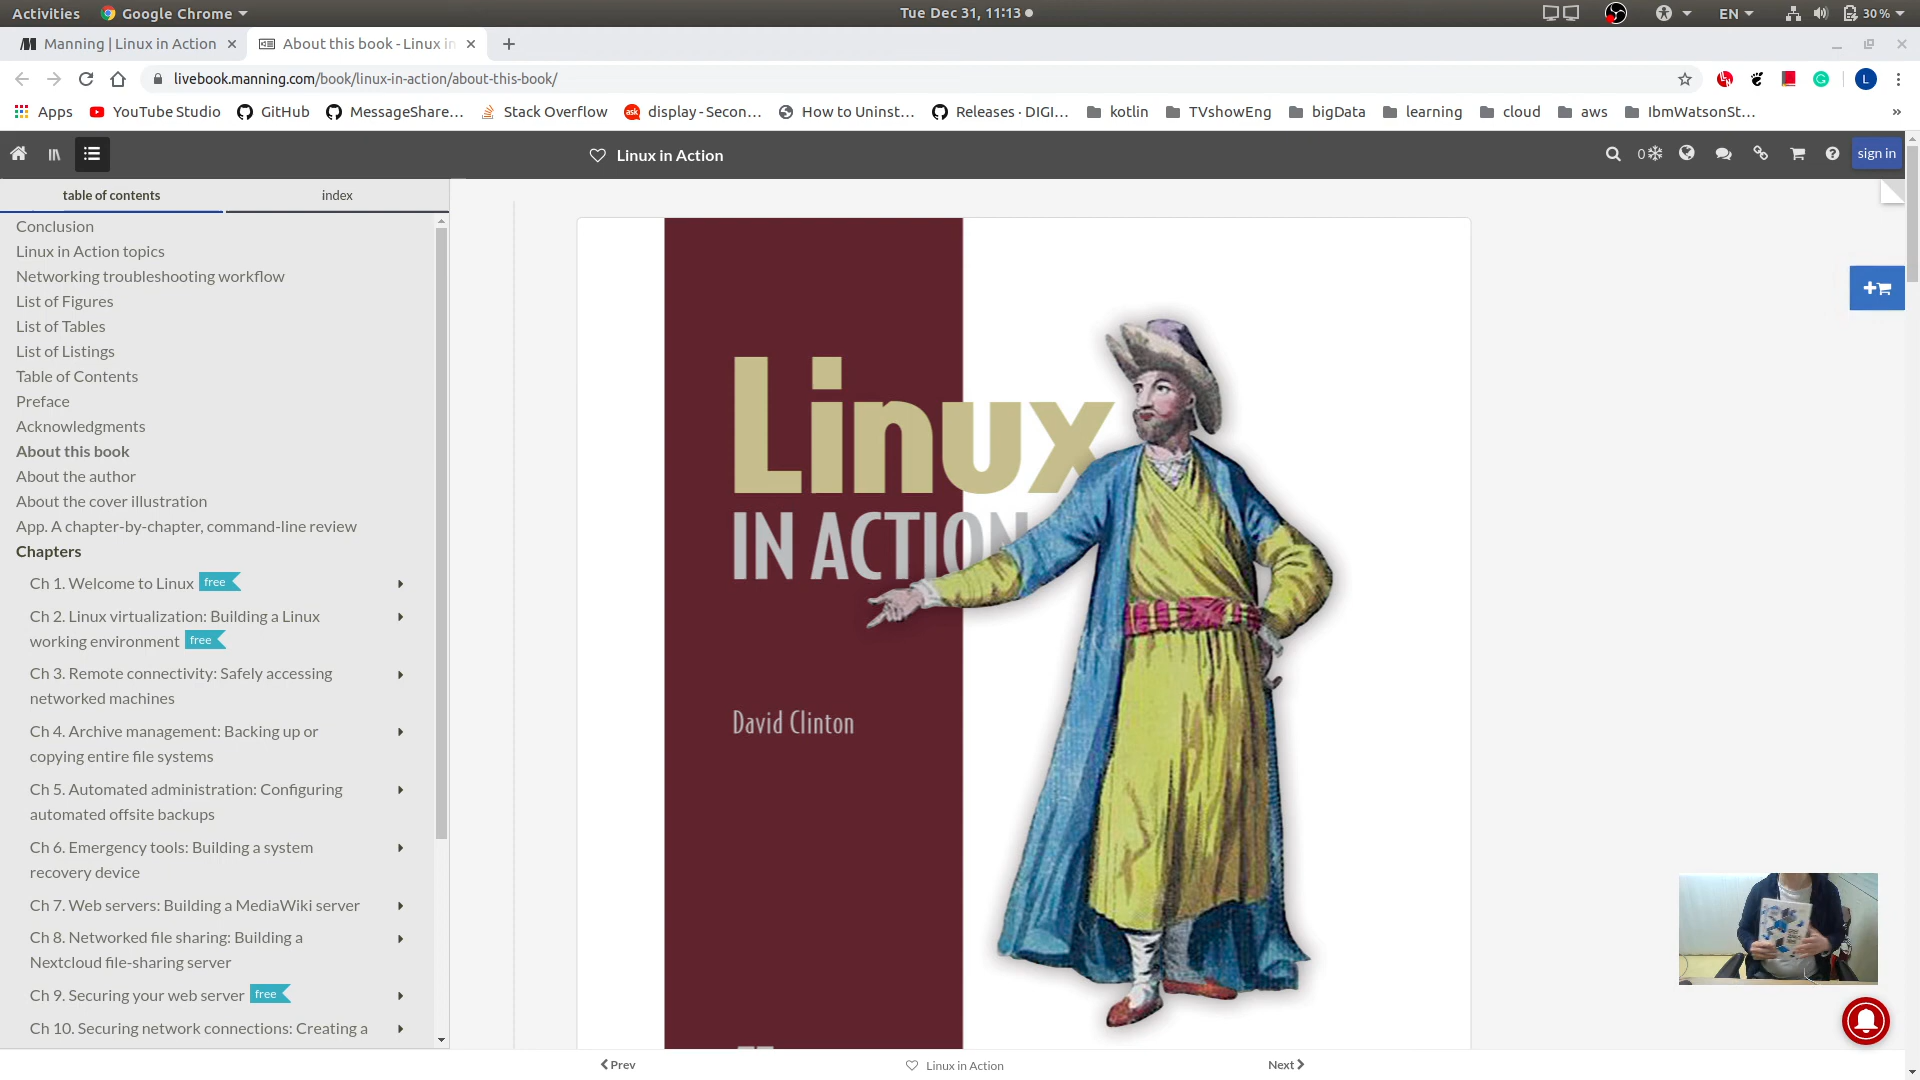 Activities
Google Chrome
Tue Dec 31, 11:13
EN
30 %
Manning | Linux in Action
About this book - Linux in
livebook.manning.com/book/linux-in-action/about-this-book/
L
Apps
YouTube Studio
GitHub
MessageShare...
Stack Overflow
ask
display - Secon...
How to Uninst...
Releases · DIGI...
kotlin
TVshowEng
bigData
learning
cloud
aws
IbmWatsonSt...
»
Linux in Action
0
sign in
table of contents
index
Conclusion
Linux in Action topics
Networking troubleshooting workflow
List of Figures
List of Tables
List of Listings
Table of Contents
Preface
Acknowledgments
About this book
About the author
About the cover illustration
App. A chapter-by-chapter, command-line review
Chapters
Ch 1. Welcome to Linux free
Ch 2. Linux virtualization: Building a Linux
working environment free
Ch 3. Remote connectivity: Safely accessing
networked machines
Ch 4. Archive management: Backing up or
copying entire file systems
Ch 5. Automated administration: Configuring
automated offsite backups
Ch 6. Emergency tools: Building a system
recovery device
Ch 7. Web servers: Building a MediaWiki server
Ch 8. Networked file sharing: Building a
Nextcloud file-sharing server
Ch 9. Securing your web server free
Ch 10. Securing network connections: Creating a
Linux
IN ACTION
David Clinton
Prev
Linux in Action
Next